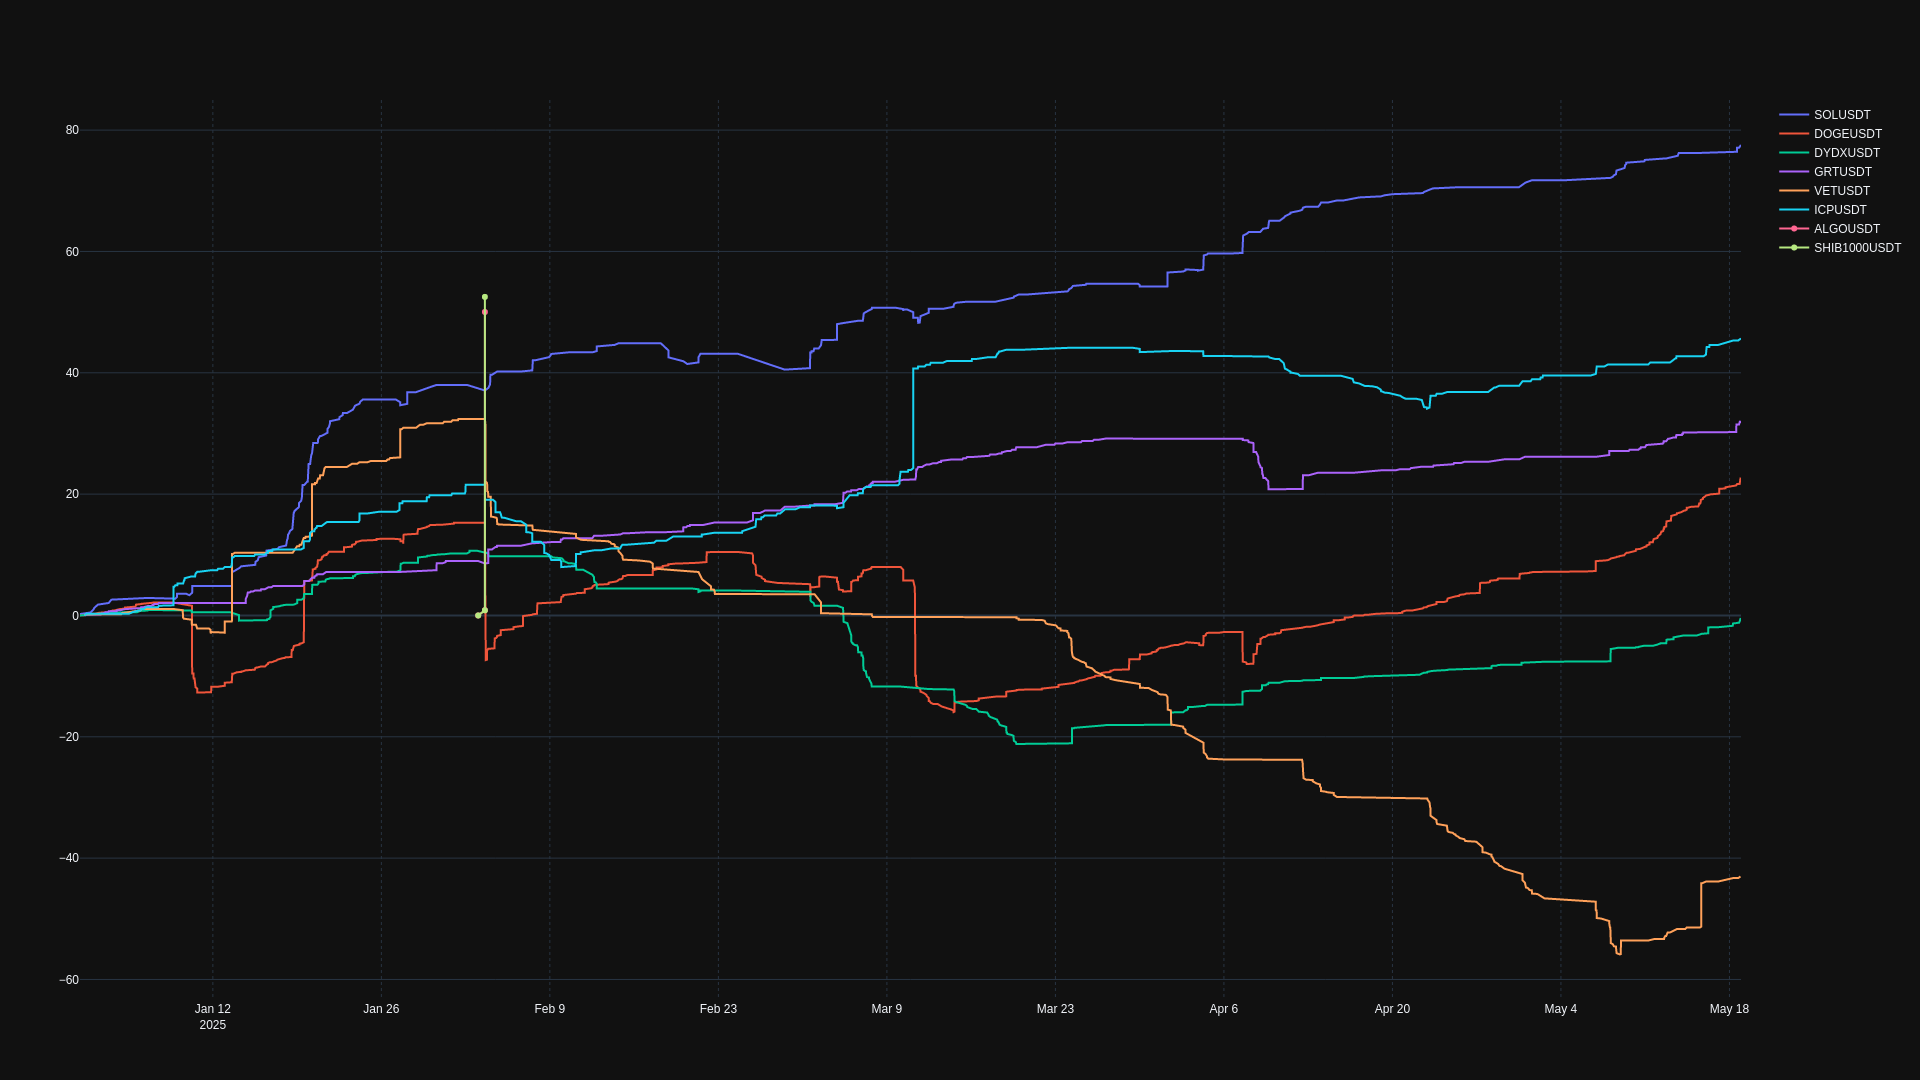 80
60
40
20
0
−20
−40
−60
Jan 12
2025
Jan 26
Feb 9
Feb 23
Mar 9
Mar 23
Apr 6
Apr 20
May 4
May 18
SOLUSDT
DOGEUSDT
DYDXUSDT
GRTUSDT
VETUSDT
ICPUSDT
ALGOUSDT
SHIB1000USDT